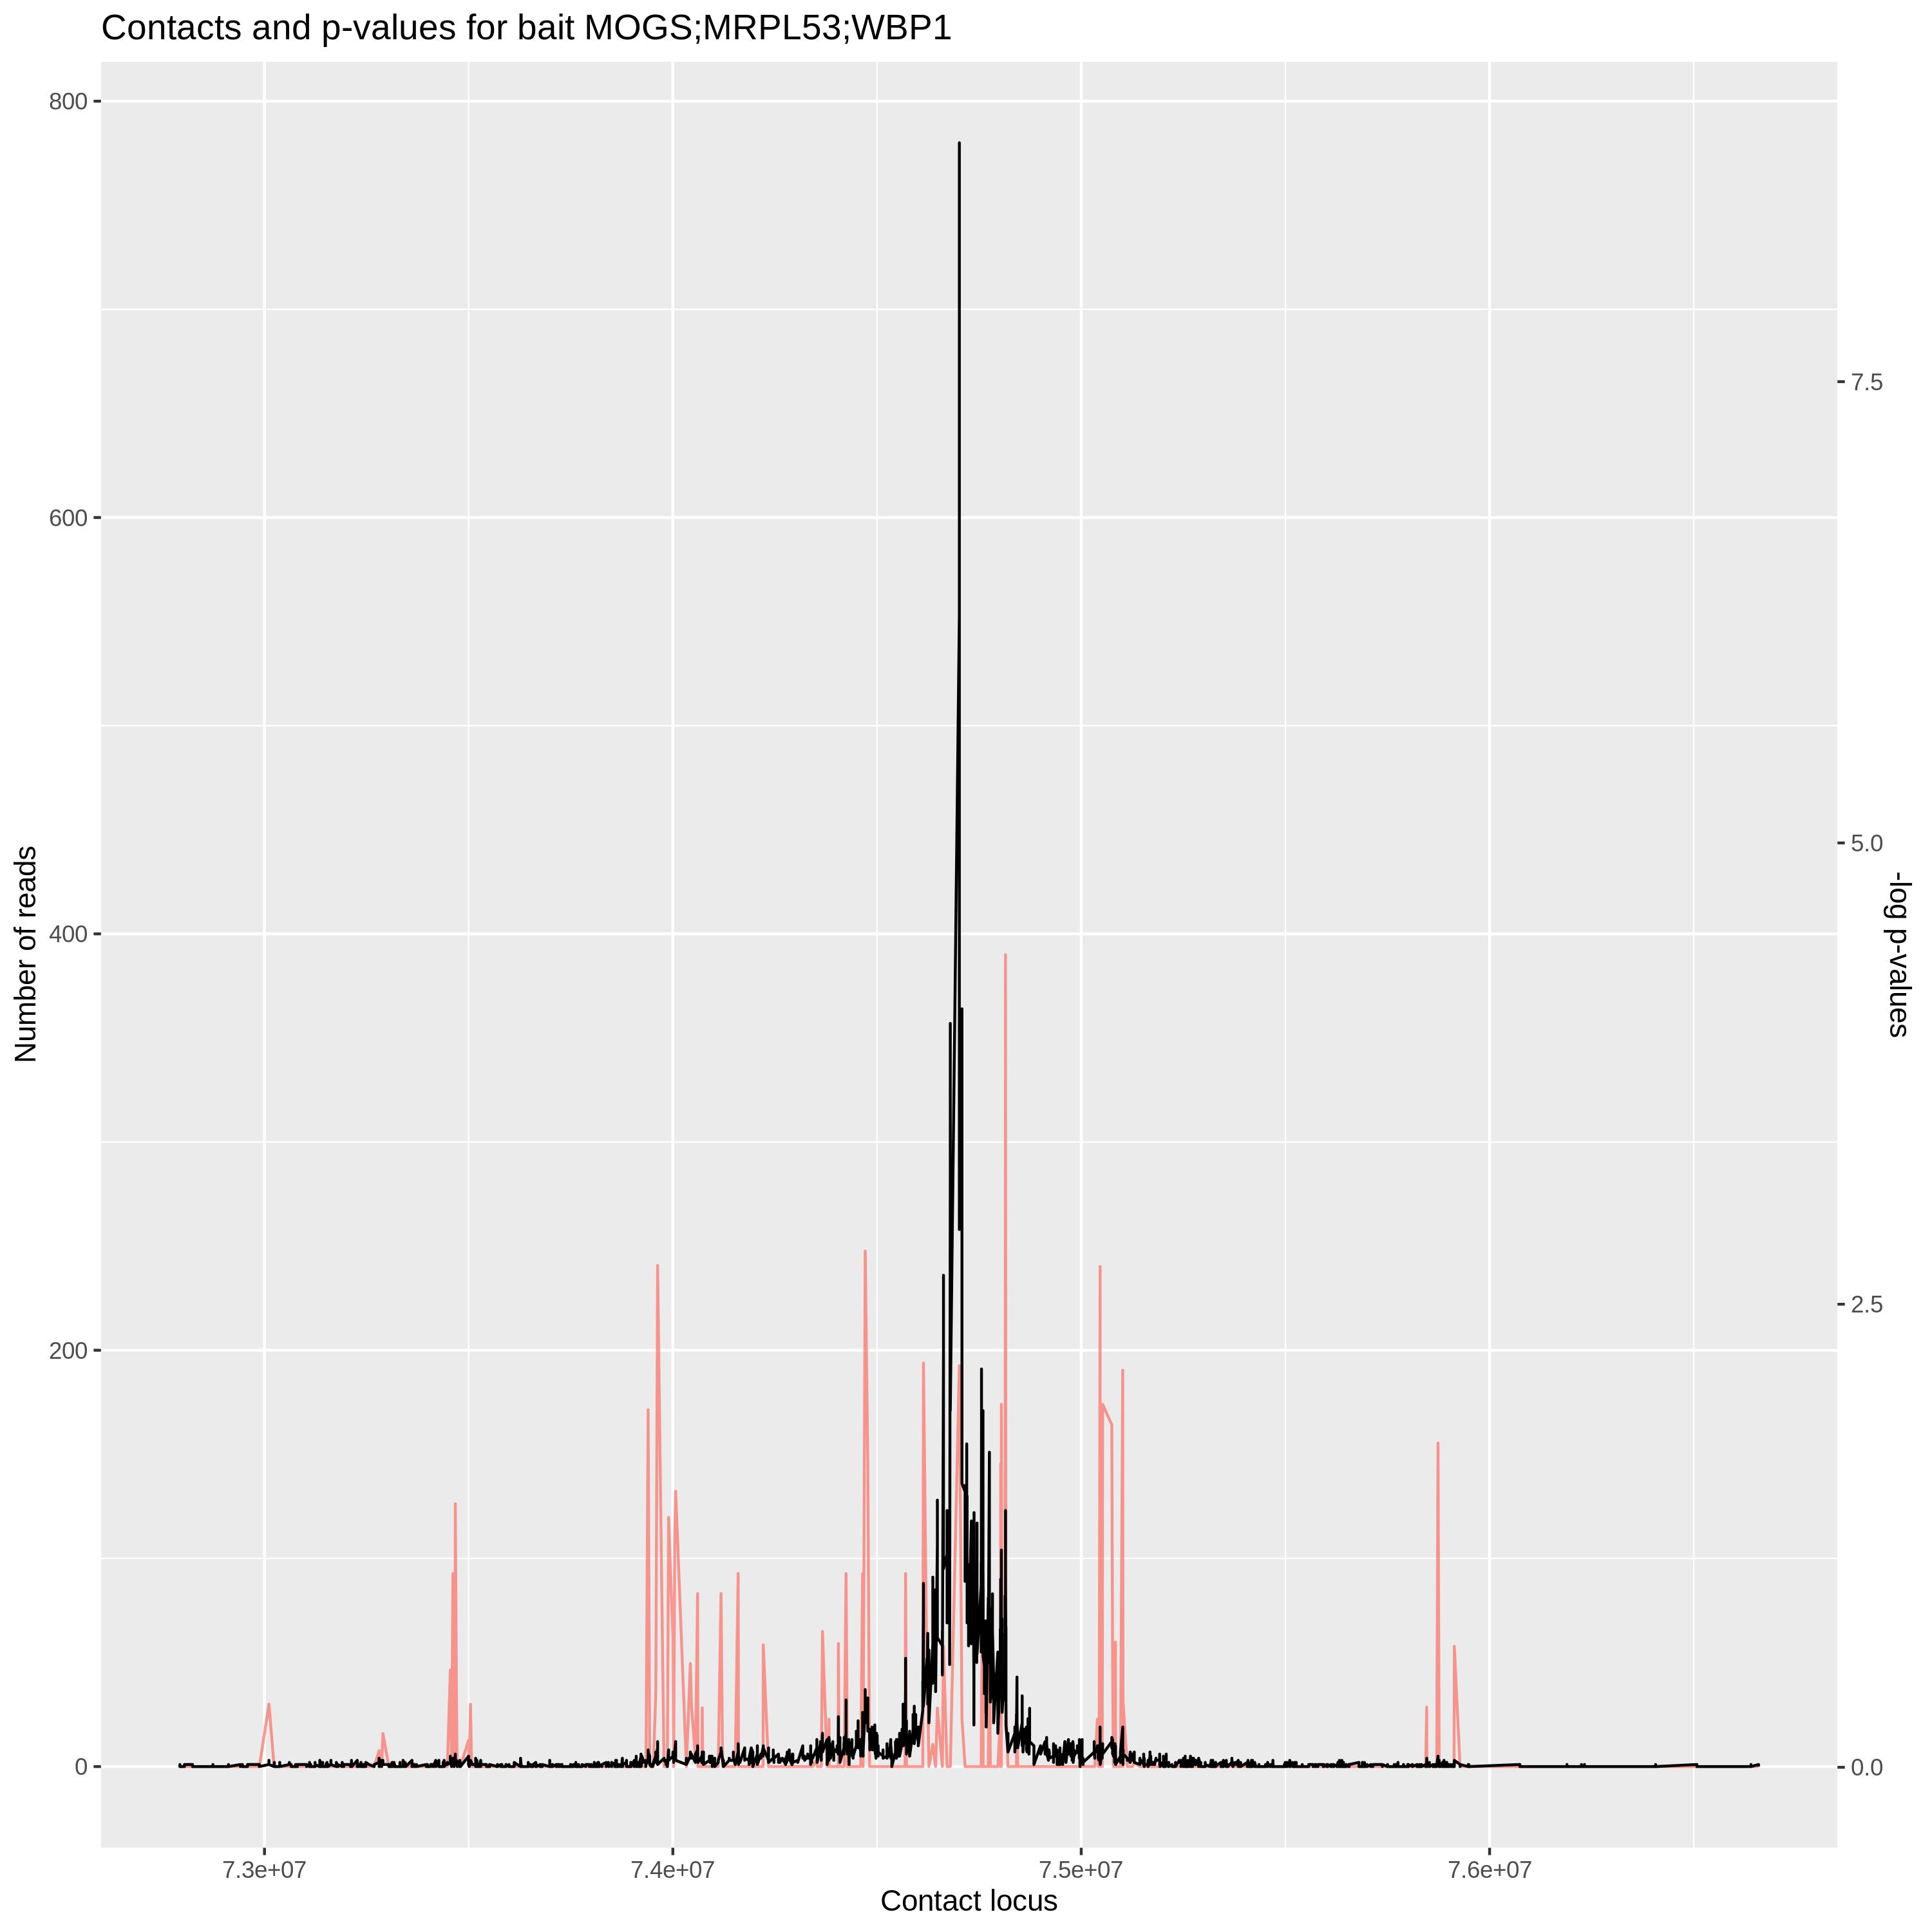 Contacts and p-values for bait MOGS;MRPL53;WBP1
800
600
400
200
0
Number of reads
7.5
5.0
2.5
0.0
-log p-values
7.3e+07
7.4e+07
7.5e+07
7.6e+07
Contact locus